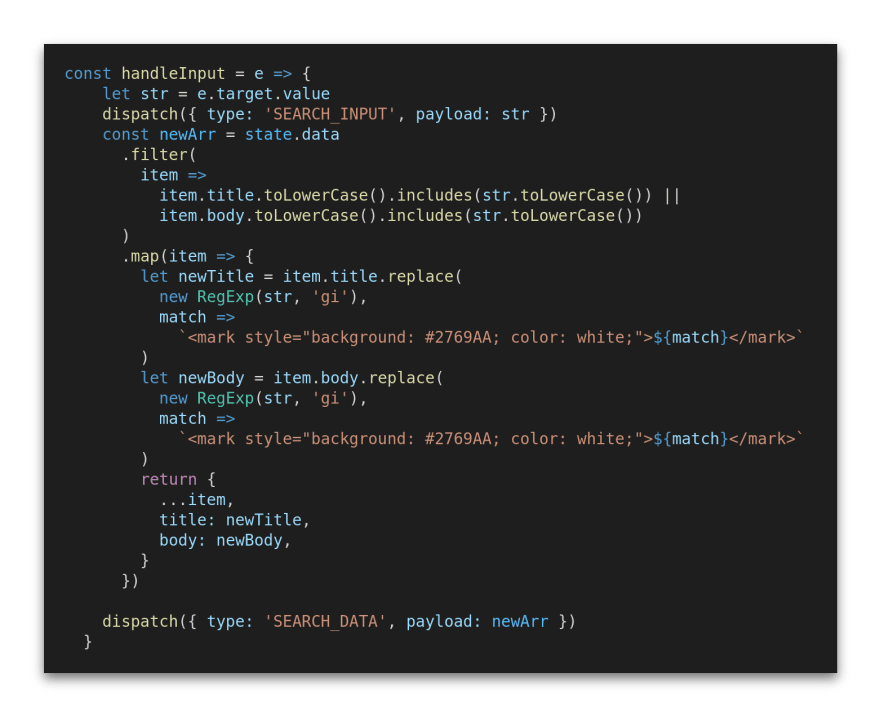 const handleInput = e => {
    let str = e.target.value
    dispatch({ type: 'SEARCH_INPUT', payload: str })
    const newArr = state.data
      .filter(
        item =>
          item.title.toLowerCase().includes(str.toLowerCase()) ||
          item.body.toLowerCase().includes(str.toLowerCase())
      )
      .map(item => {
        let newTitle = item.title.replace(
          new RegExp(str, 'gi'),
          match =>
            `<mark style="background: #2769AA; color: white;">${match}</mark>`
        )
        let newBody = item.body.replace(
          new RegExp(str, 'gi'),
          match =>
            `<mark style="background: #2769AA; color: white;">${match}</mark>`
        )
        return {
          ...item,
          title: newTitle,
          body: newBody,
        }
      })

    dispatch({ type: 'SEARCH_DATA', payload: newArr })
  }